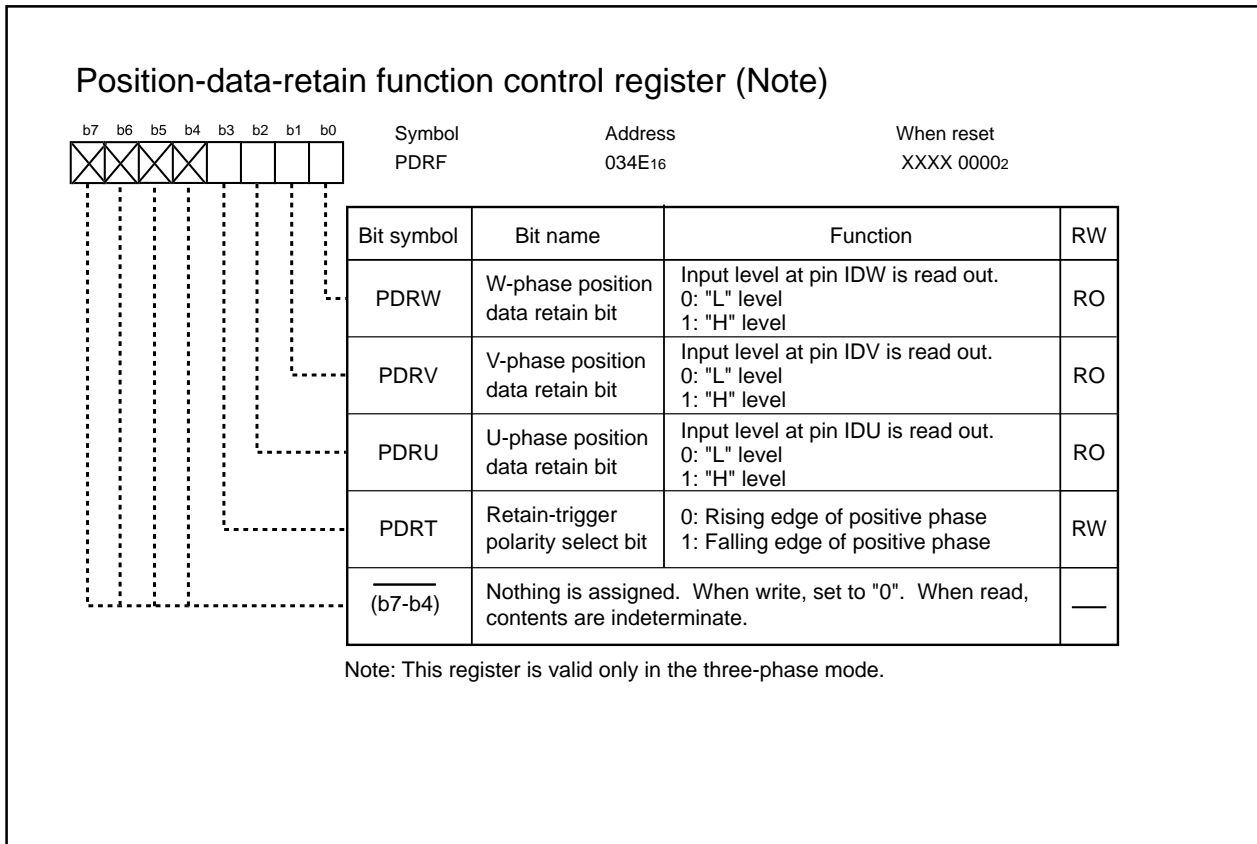 Position-data-retain function control register (Note)
b7 b6 b5 b4 b3 b2 b1 b0
Symbol Address When reset
PDRF 034E16 XXXX 00002
Bit symbol Bit name Function RW
PDRW
W-phase position
data retain bit
Input level at pin IDW is read out.
0: "L" level
1: "H" level
RO
PDRV
V-phase position
data retain bit
Input level at pin IDV is read out.
0: "L" level
1: "H" level
RO
PDRU
U-phase position
data retain bit
Input level at pin IDU is read out.
0: "L" level
1: "H" level
RO
PDRT
Retain-trigger
polarity select bit
0: Rising edge of positive phase
1: Falling edge of positive phase
RW
(b7-b4)
Nothing is assigned. When write, set to "0". When read,
contents are indeterminate.
Note: This register is valid only in the three-phase mode.